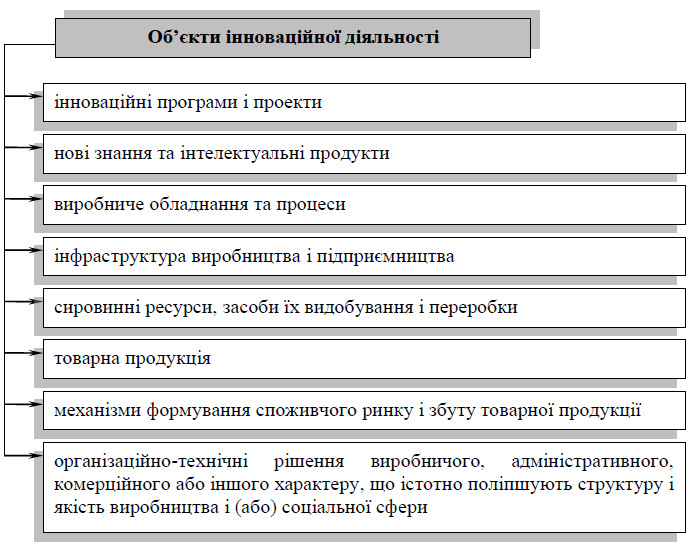 Об’єкти інноваційної діяльності
інноваційні програми і проекти
нові знання та інтелектуальні продукти
виробниче обладнання та процеси
інфраструктура виробництва і підприємництва
сировинні ресурси, засоби їх видобування і переробки
товарна продукція
механізми формування споживчого ринку і збуту товарної продукції
організаційно-технічні рішення виробничого, адміністративного,
комерційного або іншого характеру, що істотно поліпшують структуру і
якість виробництва і (або) соціальної сфери